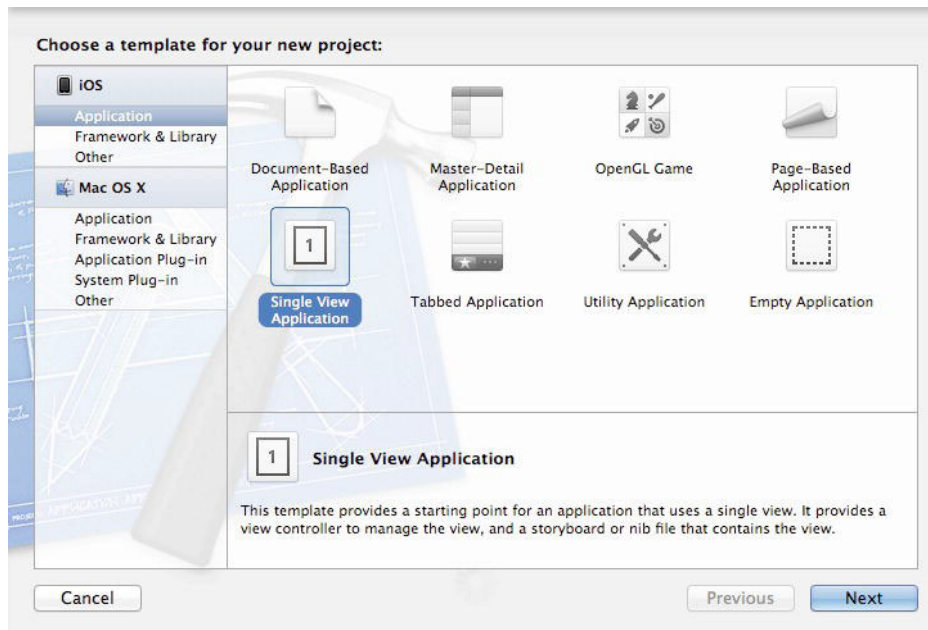 Choose a template for your new project:
iOS
Application
Framework & Library
Other
Mac OS X
Application
Framework & Library
Application Plug-in
System Plug-in
Other
Document-Based
Application
Master-Detail
Application
OpenGL Game
Page-Based
Application
1
Single View
Application
Tabbed Application
Utility Application
Empty Application
1
Single View Application
This template provides a starting point for an application that uses a single view. It provides a
view controller to manage the view, and a storyboard or nib file that contains the view.
Cancel
Previous
Next